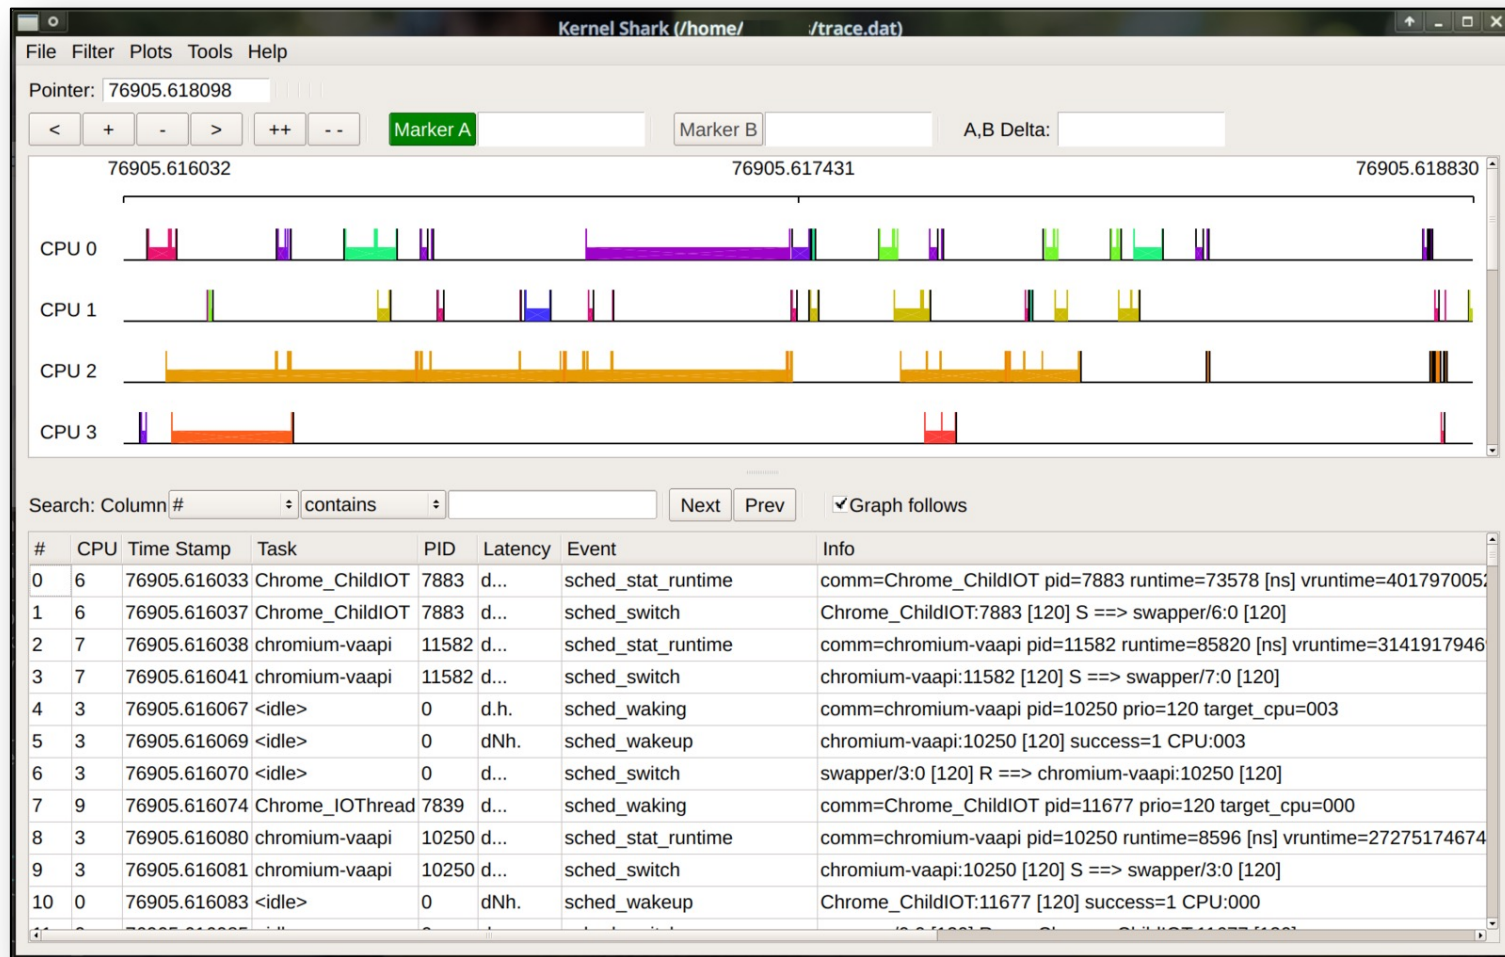 Kernel Shark (/home/ s/trace.dat)
File Filter Plots Tools Help
Pointer: 76905.618098
< + - > ++ - - Marker A Marker B A,B Delta:
76905.616032 76905.617431 76905.618830
CPU 0
CPU 1
CPU 2
CPU 3
Search: Column # contains Next Prev Graph follows
# CPU Time Stamp Task PID Latency Event Info
0 6 76905.616033 Chrome_ChildIOT 7883 d... sched_stat_runtime comm=Chrome_ChildIOT pid=7883 runtime=73578 [ns] vruntime=401797005
1 6 76905.616037 Chrome_ChildIOT 7883 d... sched_switch Chrome_ChildIOT:7883 [120] S ==> swapper/6:0 [120]
2 7 76905.616038 chromium-vaapi 11582 d... sched_stat_runtime comm=chromium-vaapi pid=11582 runtime=85820 [ns] vruntime=3141917946
3 7 76905.616041 chromium-vaapi 11582 d... sched_switch chromium-vaapi:11582 [120] S ==> swapper/7:0 [120]
4 3 76905.616067 <idle> 0 d.h. sched_waking comm=chromium-vaapi pid=10250 prio=120 target_cpu=003
5 3 76905.616069 <idle> 0 dNh. sched_wakeup chromium-vaapi:10250 [120] success=1 CPU:003
6 3 76905.616070 <idle> 0 d... sched_switch swapper/3:0 [120] R ==> chromium-vaapi:10250 [120]
7 9 76905.616074 Chrome_IOThread 7839 d... sched_waking comm=Chrome_ChildIOT pid=11677 prio=120 target_cpu=000
8 3 76905.616080 chromium-vaapi 10250 d... sched_stat_runtime comm=chromium-vaapi pid=10250 runtime=8596 [ns] vruntime=27275174674
9 3 76905.616081 chromium-vaapi 10250 d... sched_switch chromium-vaapi:10250 [120] S ==> swapper/3:0 [120]
10 0 76905.616083 <idle> 0 dNh. sched_wakeup Chrome_ChildIOT:11677 [120] success=1 CPU:000